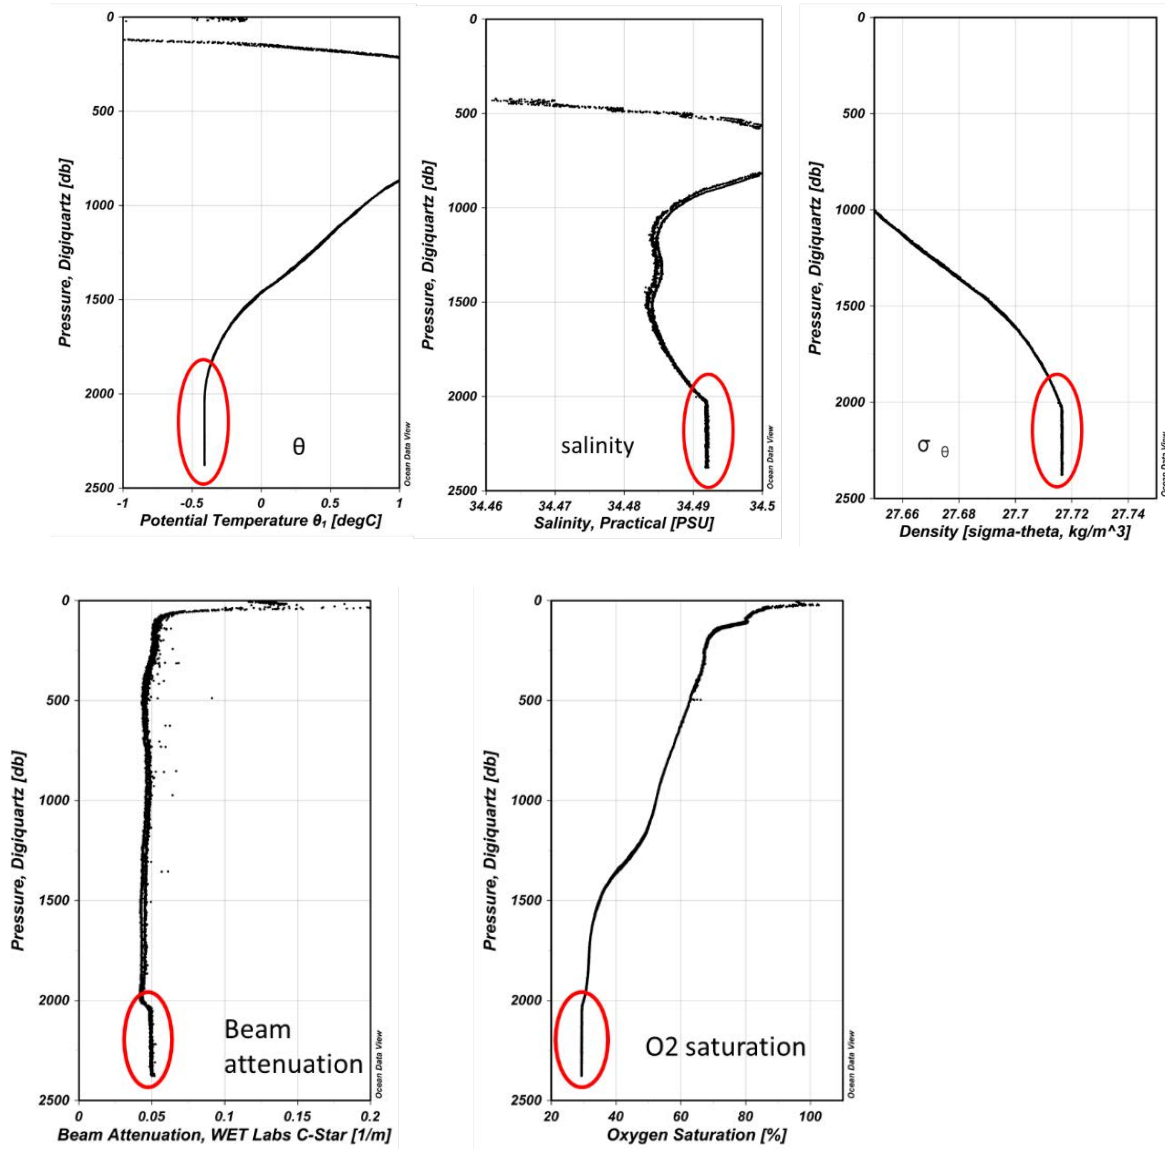 0
500
1000
1500
2000
2500
Pressure, Digiquartz [db]
θ
-1
-0.5
0
0.5
1
Potential Temperature θ₁ [degC]
Ocean Data View
0
500
1000
1500
2000
2500
Pressure, Digiquartz [db]
salinity
34.46
34.47
34.48
34.49
34.5
Salinity, Practical [PSU]
Ocean Data View
0
500
1000
1500
2000
2500
Pressure, Digiquartz [db]
σ θ
27.66
27.68
27.7
27.72
27.74
Density [sigma-theta, kg/m^3]
Ocean Data View
0
500
1000
1500
2000
2500
Pressure, Digiquartz [db]
Beam
attenuation
0
0.05
0.1
0.15
0.2
Beam Attenuation, WET Labs C-Star [1/m]
Ocean Data View
0
500
1000
1500
2000
2500
Pressure, Digiquartz [db]
O2 saturation
20
40
60
80
100
Oxygen Saturation [%]
Ocean Data View